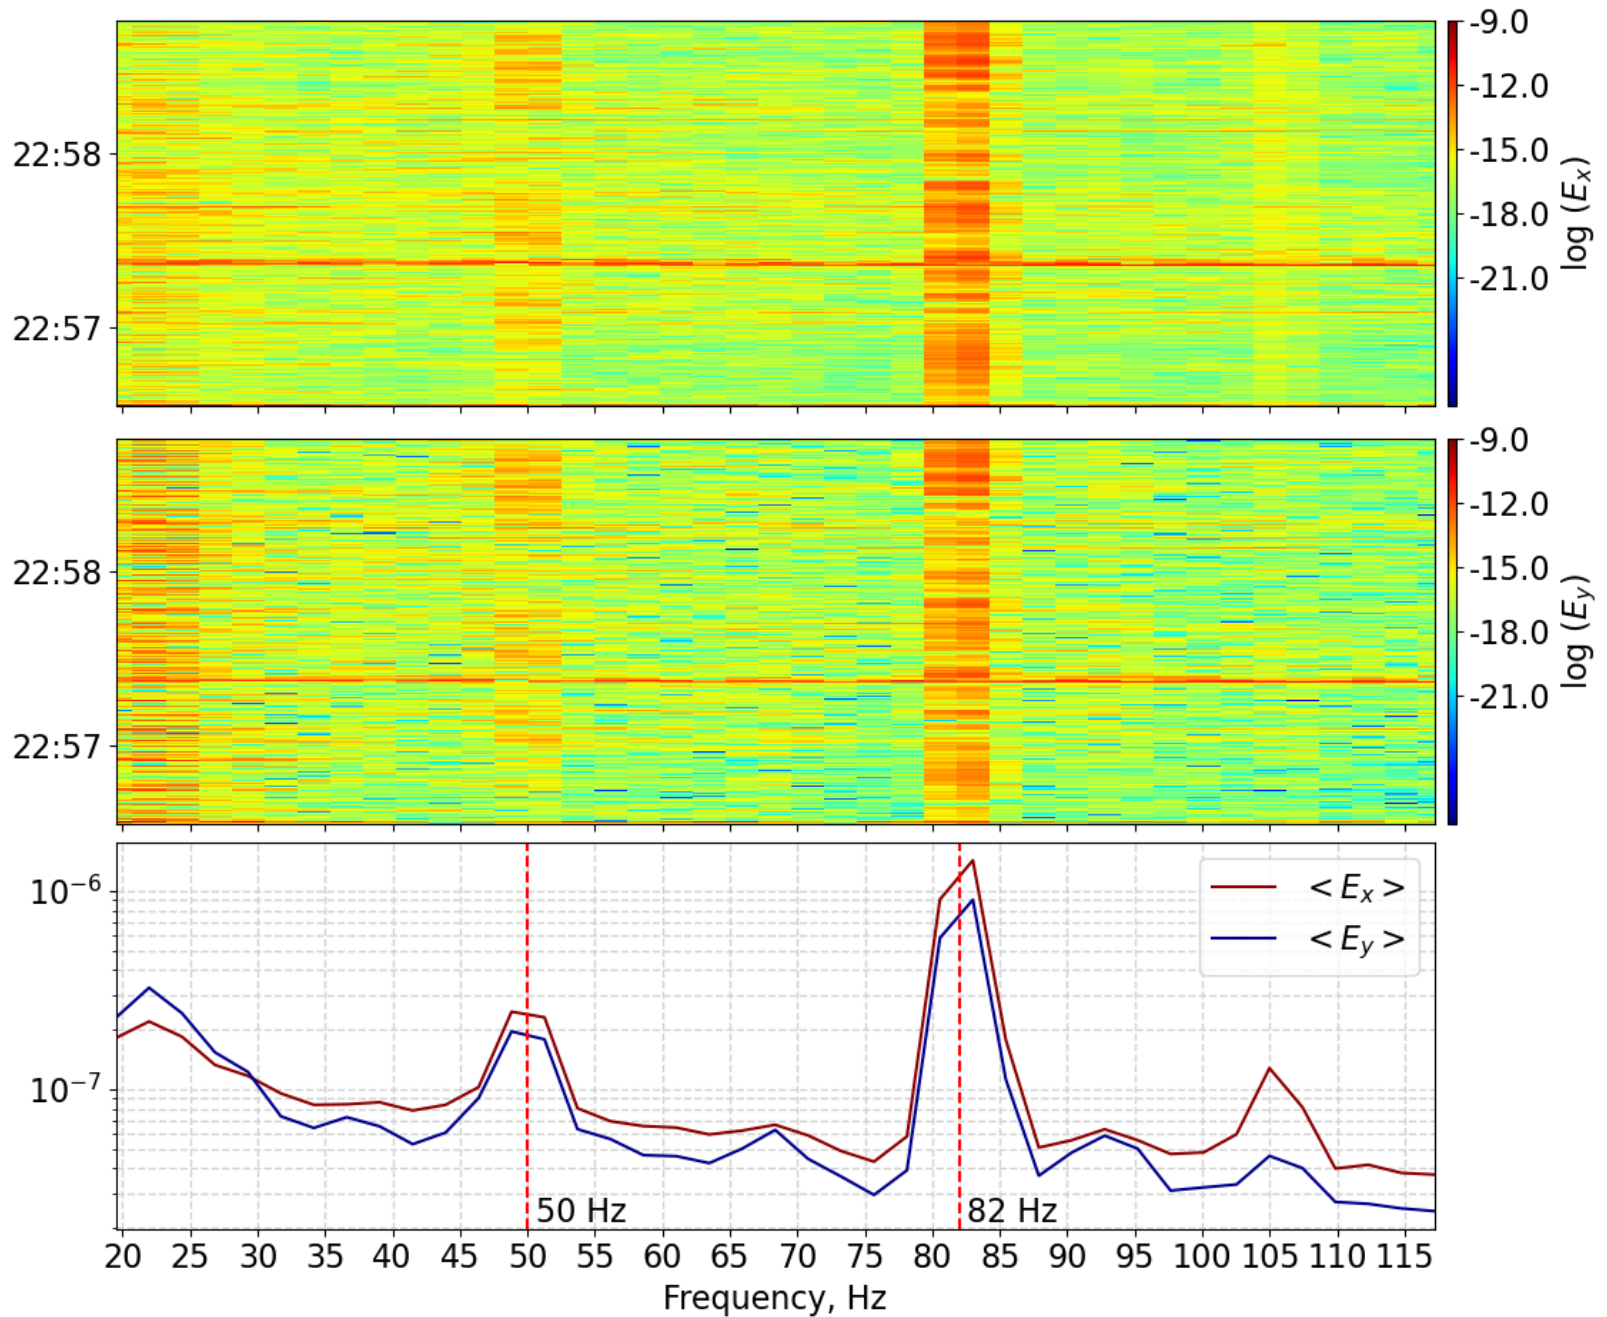 -9.0
-12.0
-15.0
-18.0
-21.0
log (Eₓ)
22:58
22:57
-9.0
-12.0
-15.0
-18.0
-21.0
log (E_y)
22:58
22:57
10⁻⁶
10⁻⁷
< Eₓ >
< E_y >
50 Hz
82 Hz
20 25 30 35 40 45 50 55 60 65 70 75 80 85 90 95 100 105 110 115
Frequency, Hz